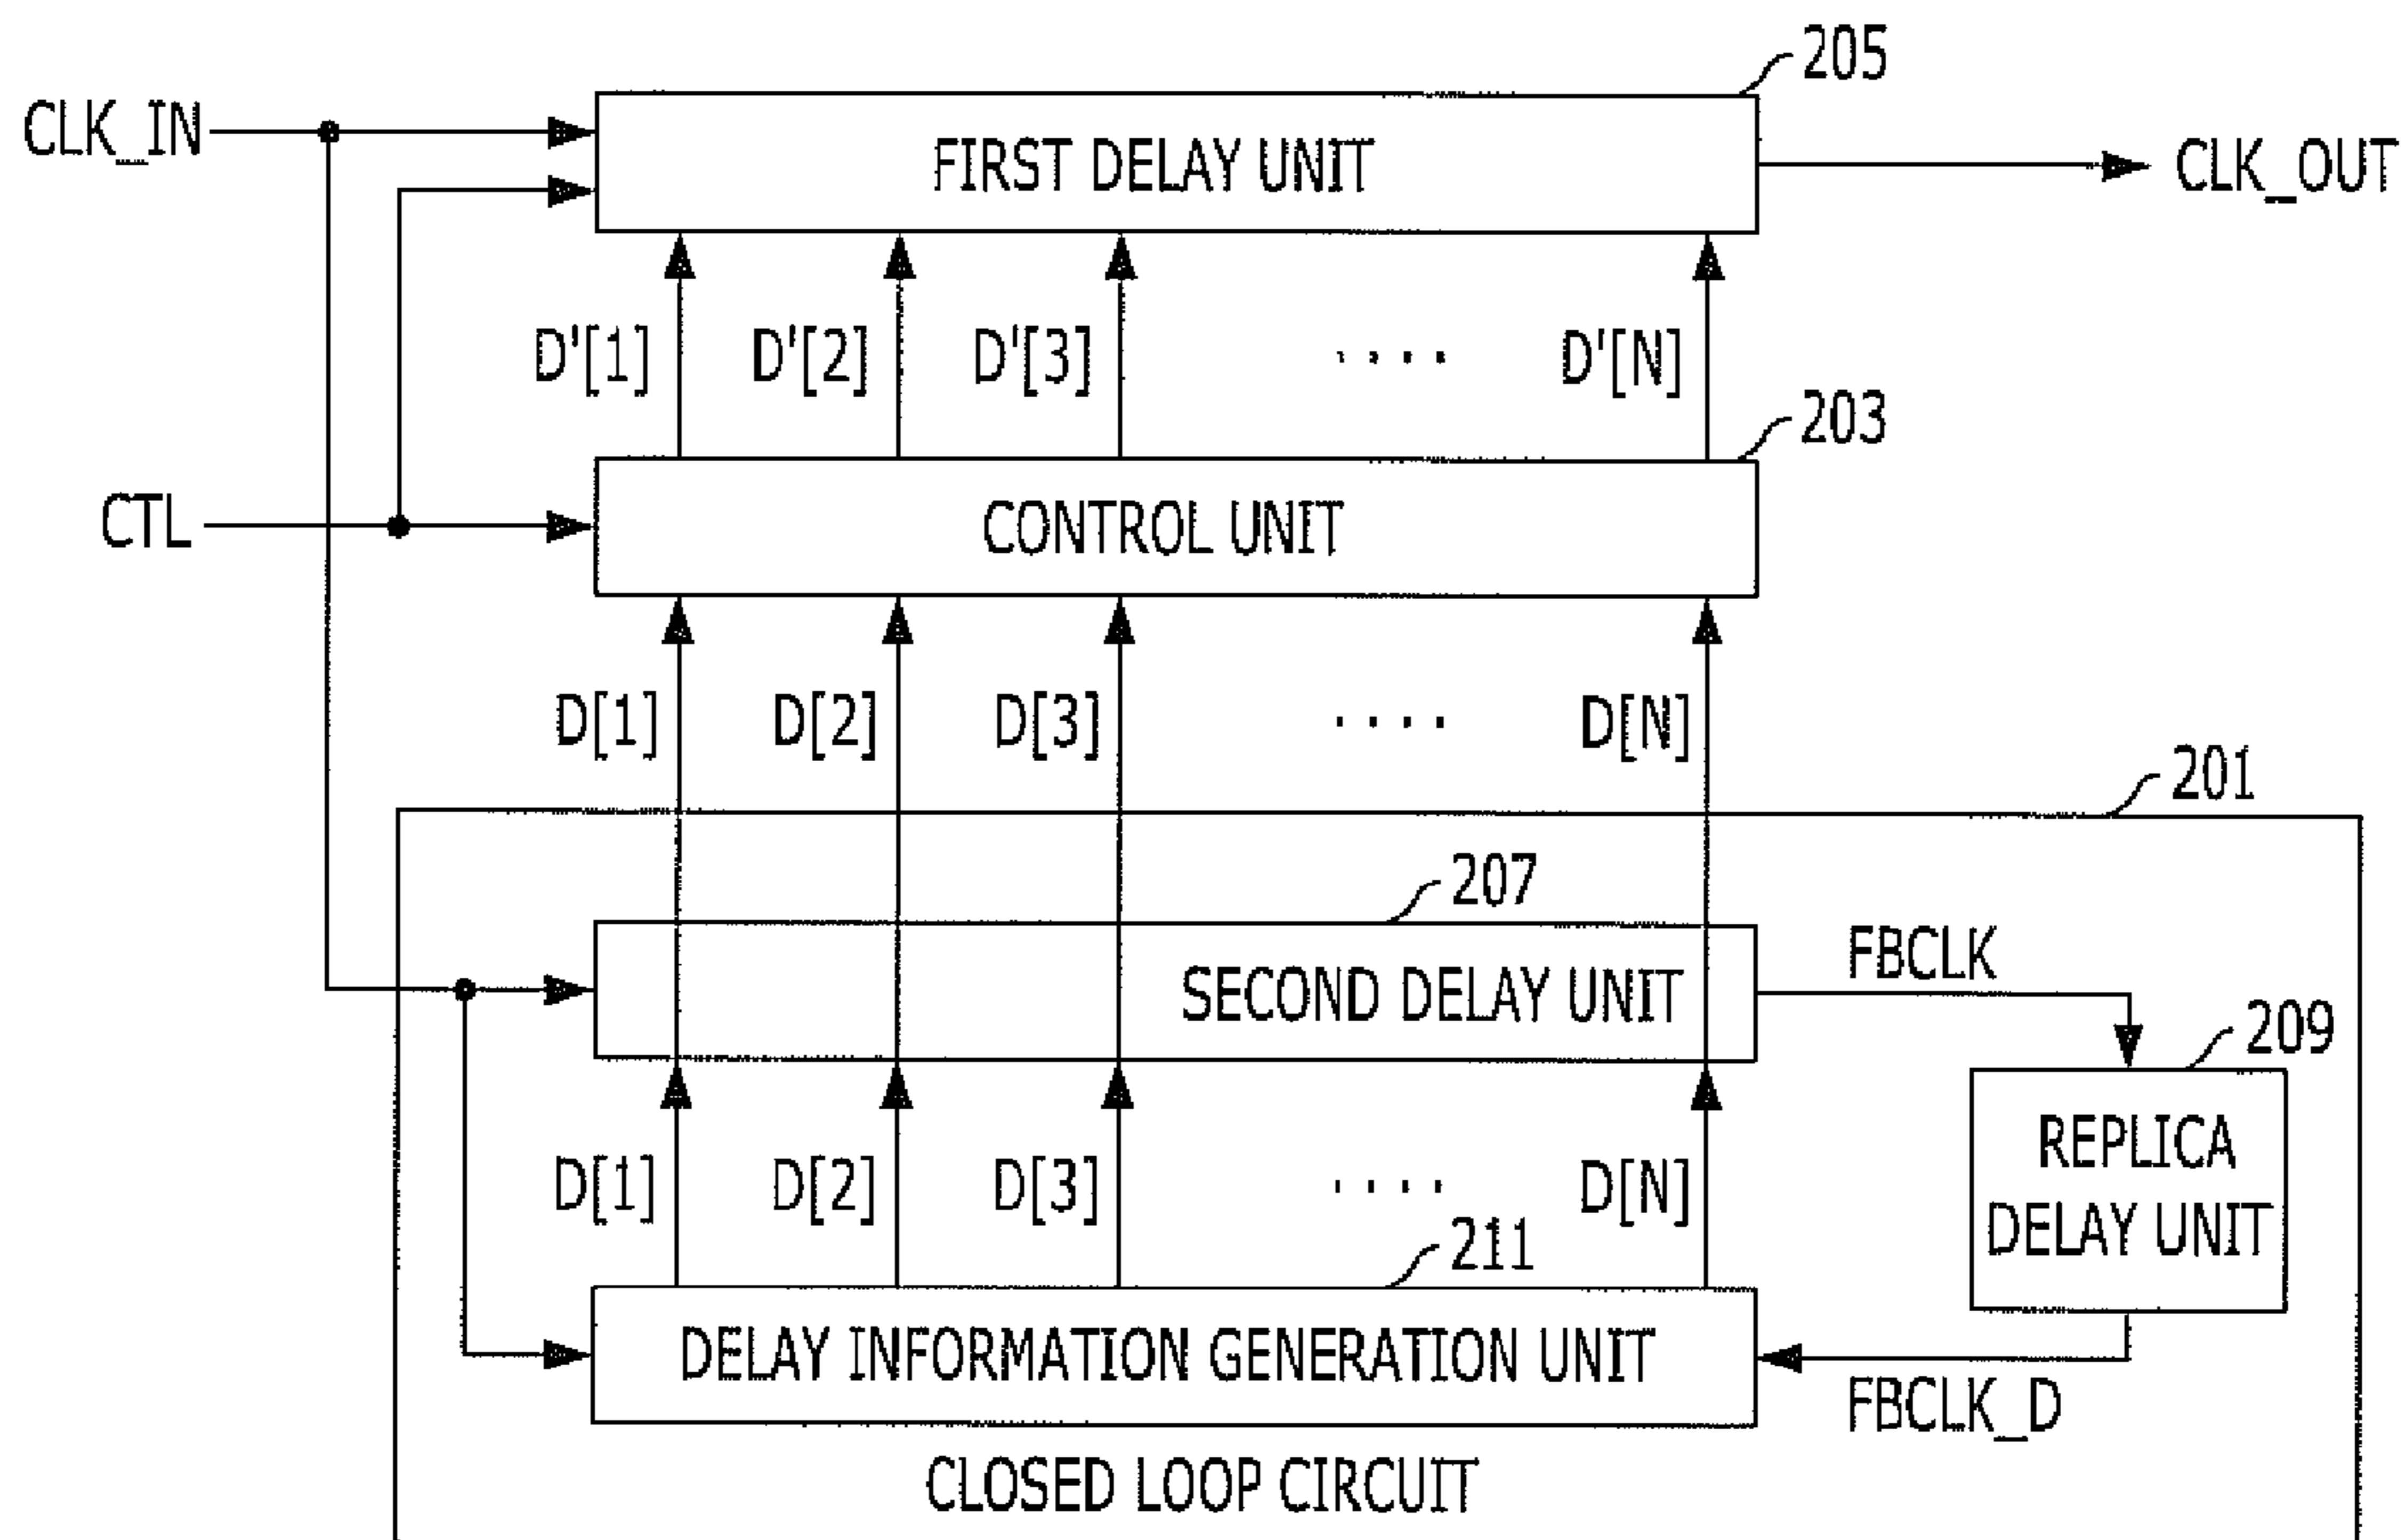 205
CLK_IN
FIRST DELAY UNIT
CLK_OUT
D'[1] D'[2] D'[3] .... D'[N]
203
CTL
CONTROL UNIT
D[1] D[2] D[3] .... D[N]
201
207
FBCLK
SECOND DELAY UNIT
209
REPLICA
DELAY UNIT
D[1] D[2] D[3] .... D[N]
211
DELAY INFORMATION GENERATION UNIT
FBCLK_D
CLOSED LOOP CIRCUIT